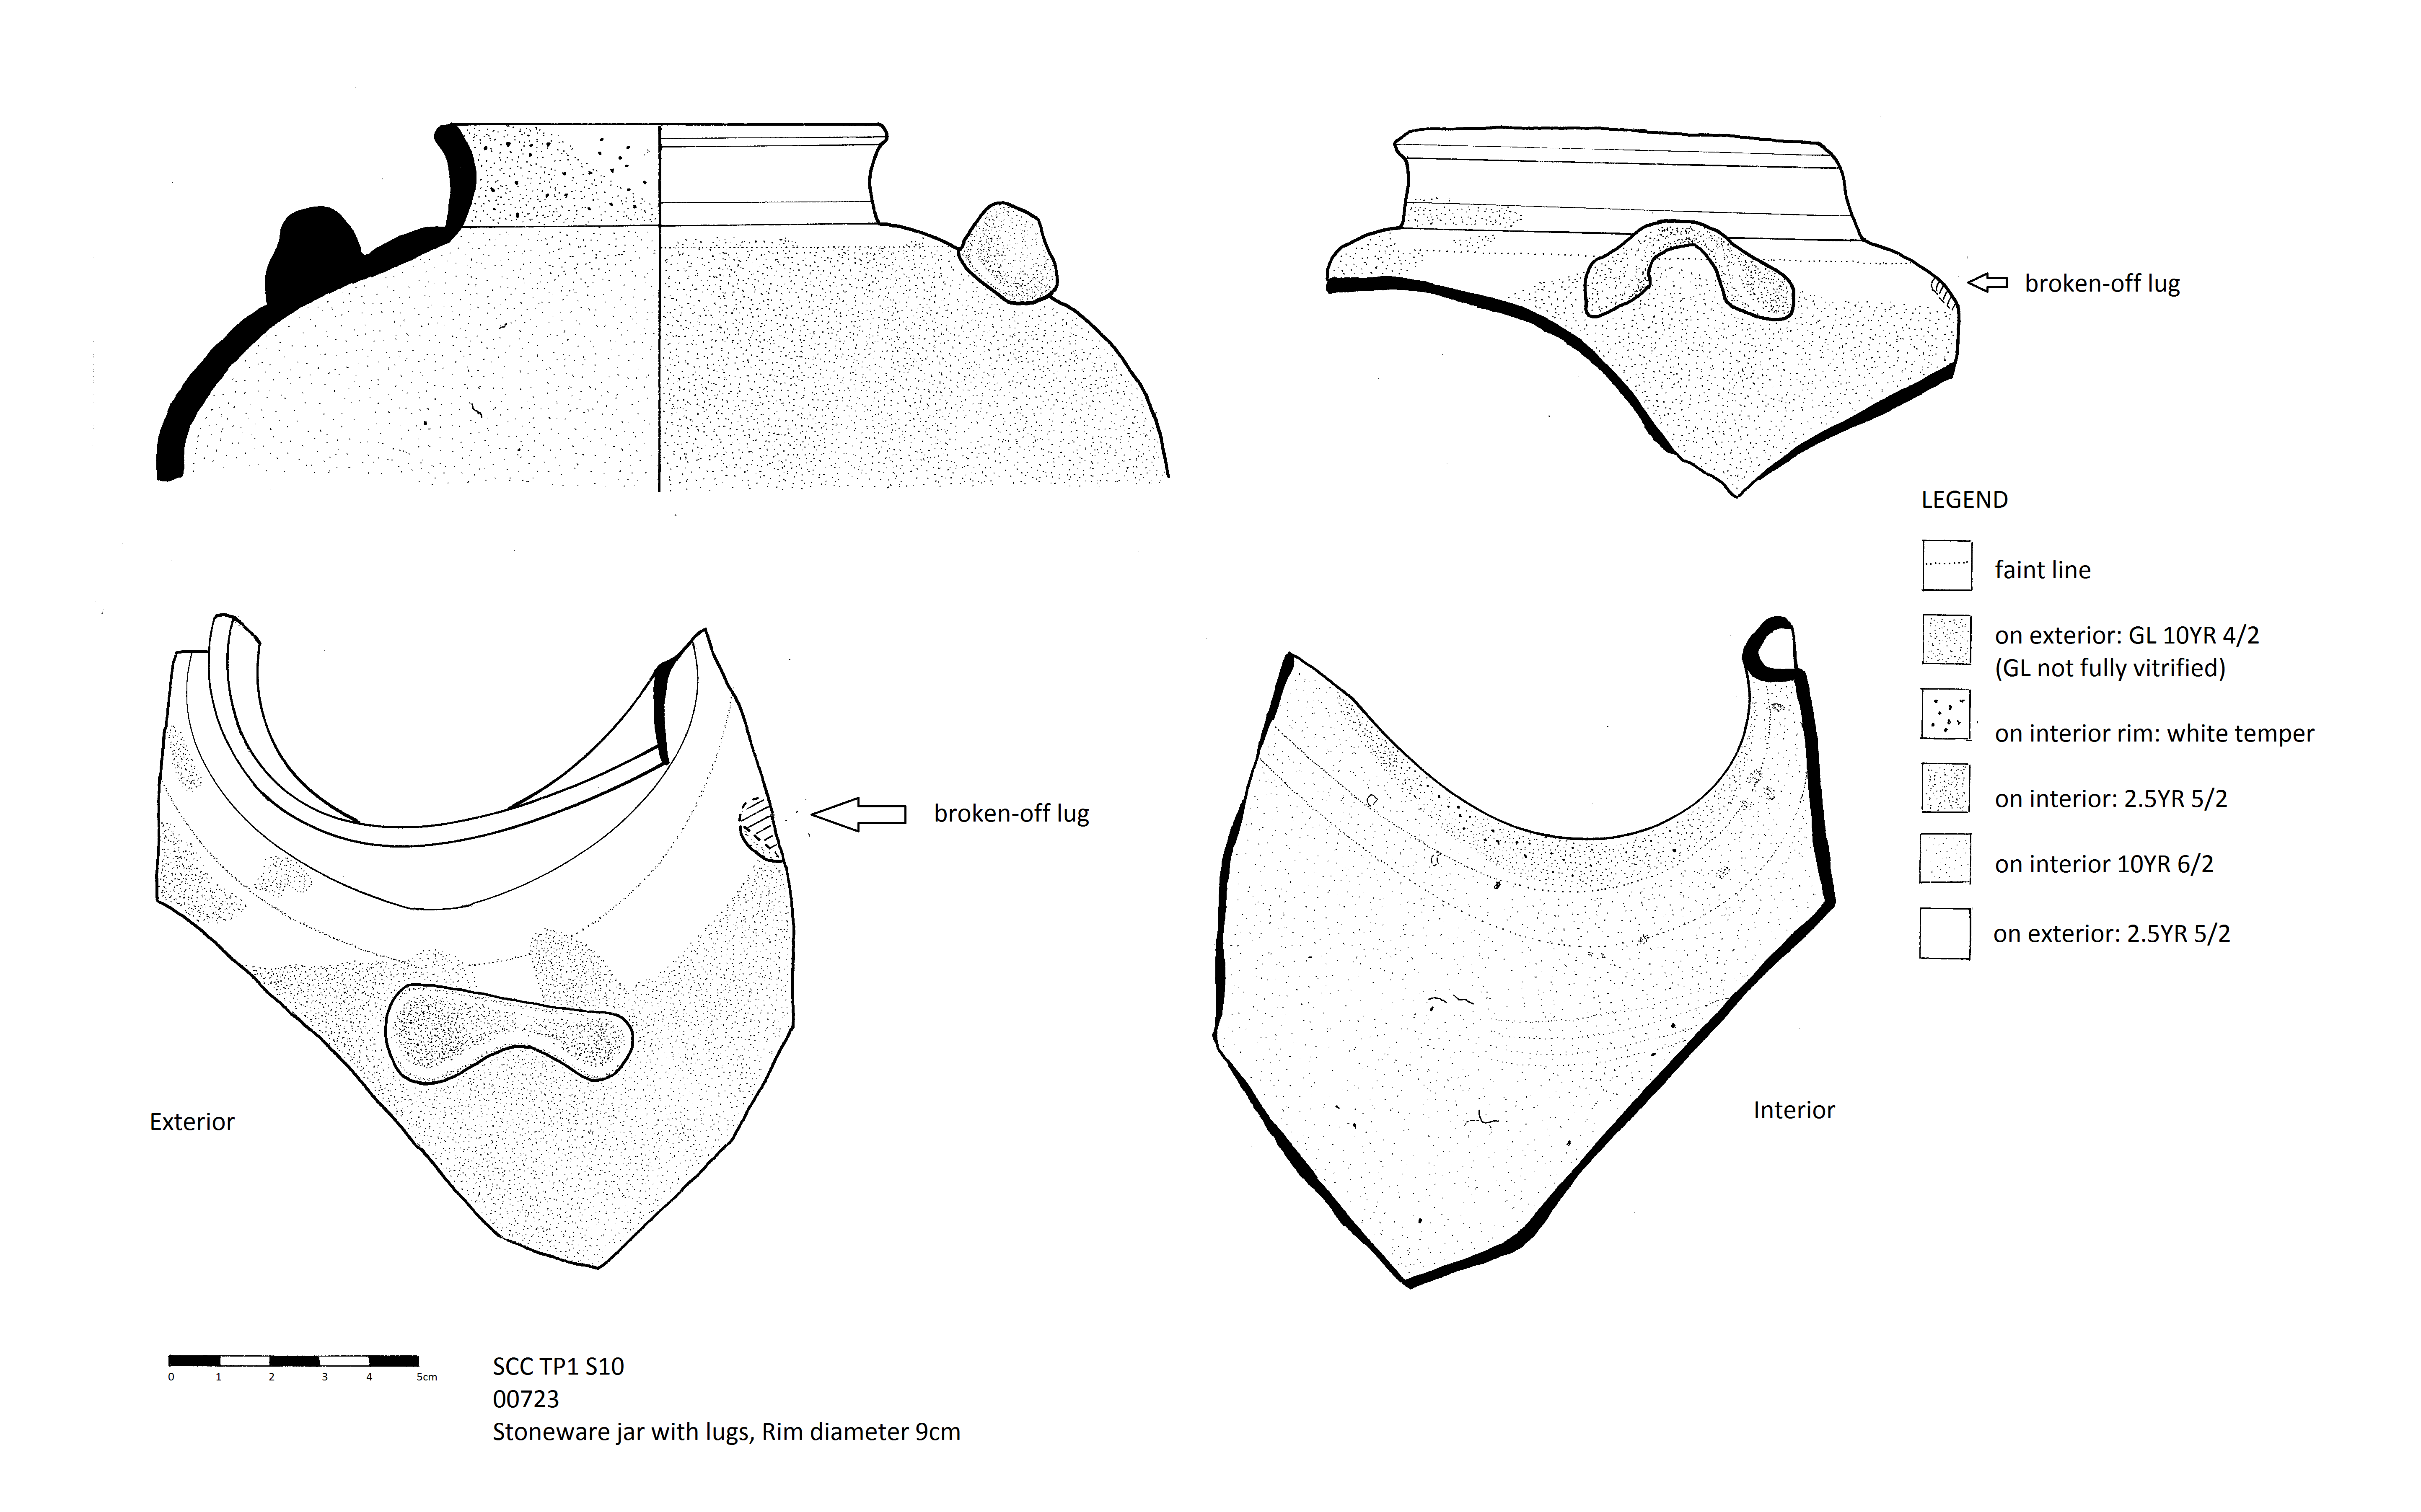 broken-off lug
LEGEND
faint line
on exterior: GL 10YR 4/2
(GL not fully vitrified)
on interior rim: white temper
on interior: 2.5YR 5/2
on interior 10YR 6/2
on exterior: 2.5YR 5/2
broken-off lug
Exterior
Interior
0 1 2 3 4 5cm
SCC TP1 S10
00723
Stoneware jar with lugs, Rim diameter 9cm